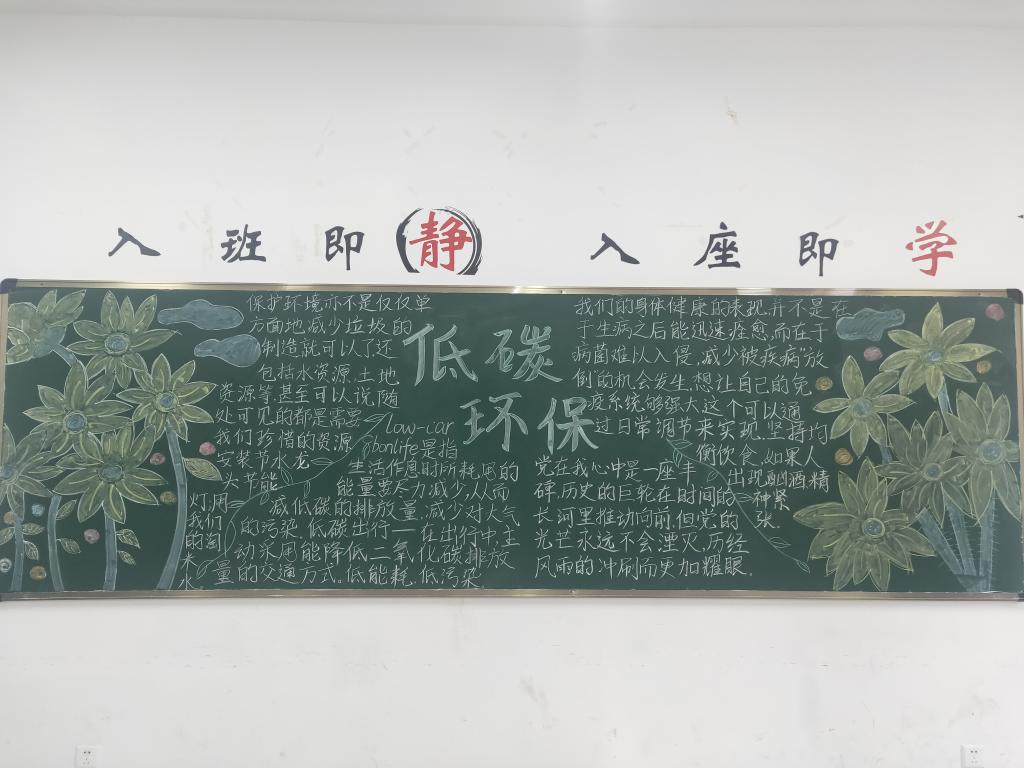 入班即静 入座即学
低碳
环保
保护环境亦不是仅仅单
方面地减少垃圾的
制造就可以了还
包括水资源,土地
资源等,甚至可以说,随
处可见的都是需要
我们珍惜的资源
安装节水龙
头节能
灯,用
我们
的淘
米
水
Low-car
bonlife是指
生活作息时所耗恩的
能量要尽力减少,从而
减低碳的排放量,减少对大气
的污染.低碳出行一在出行中,主
动采用能降低二氧化碳排放
量的交通方式.低能耗,低污染
我们的身体健康的表现,并不是在
于生病之后能迅速痊愈,而在于
病菌难以入侵,减少被疾病"放
倒"的机会发生,想让自己的免
疫系统够强大这个可以通
过日常调节来实现,坚持均
衡饮食.如果人
出现酗酒,精
神紧
张.
党在我心中是一座丰
碑历史的巨轮在时间的
长河里推动向前,但党的
光芒永远不会湮灭,历经
风雨的冲刷而更加耀眼.